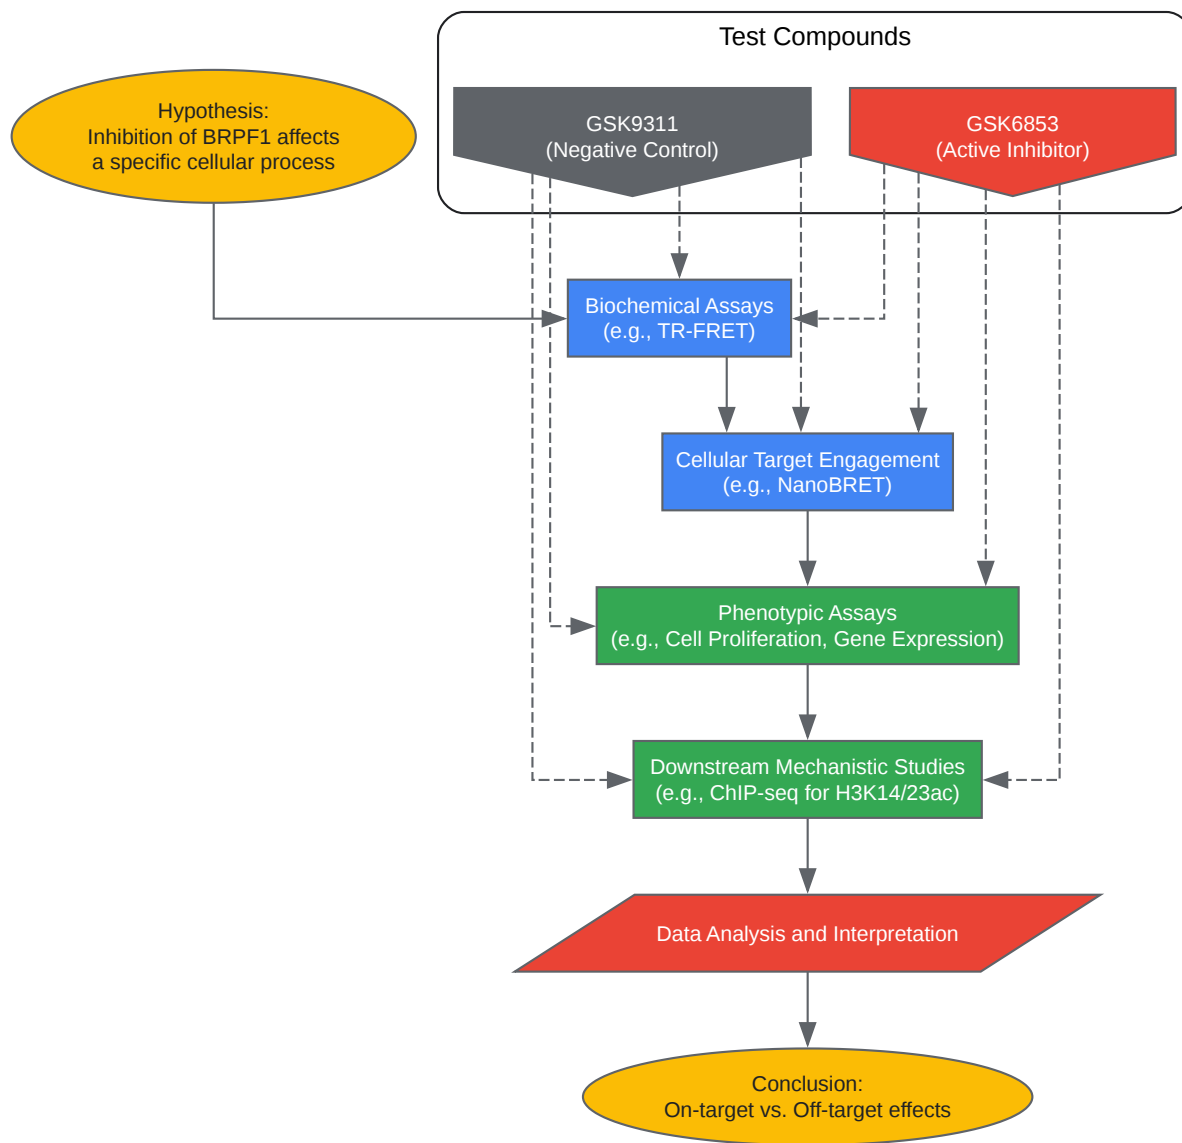 Test Compounds
Hypothesis:
Inhibition of BRPF1 affects
a specific cellular process
GSK9311
(Negative Control)
GSK6853
(Active Inhibitor)
Biochemical Assays
(e.g., TR-FRET)
Cellular Target Engagement
(e.g., NanoBRET)
Phenotypic Assays
(e.g., Cell Proliferation, Gene Expression)
Downstream Mechanistic Studies
(e.g., ChIP-seq for H3K14/23ac)
Data Analysis and Interpretation
Conclusion:
On-target vs. Off-target effects